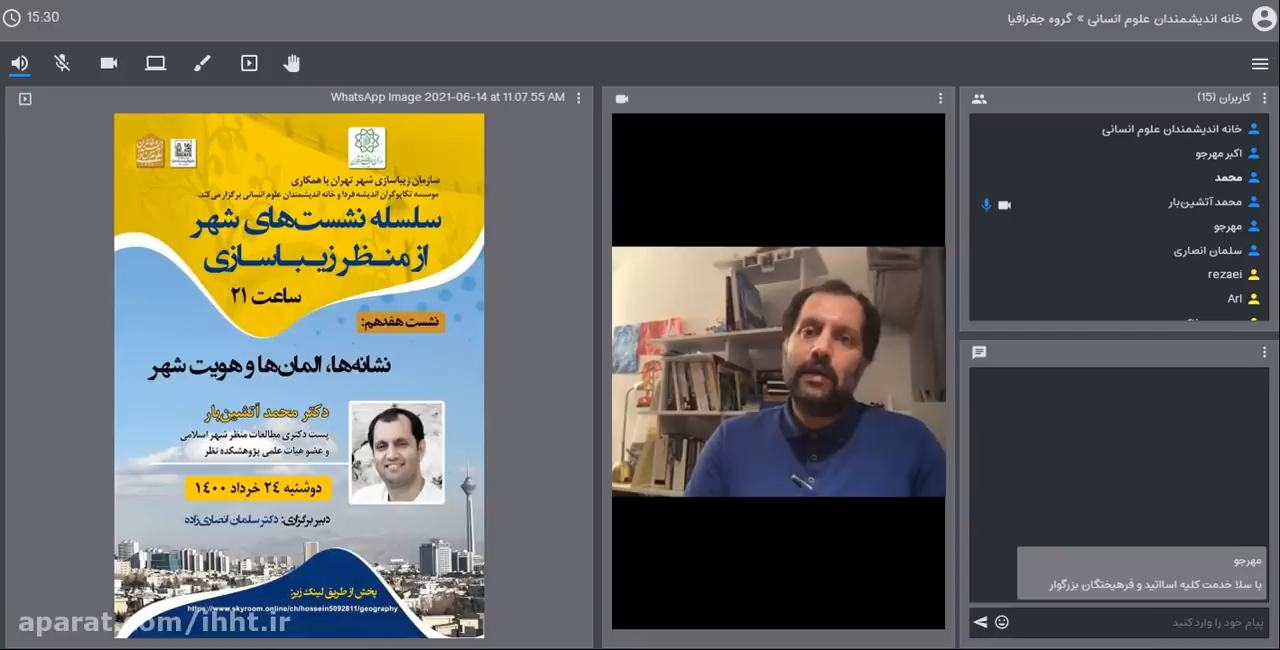 15:30
خانه اندیشمندان علوم انسانی » گروه جغرافیا
WhatsApp Image 2021-06-14 at 11.07.55 AM
سازمان زیباسازی شهر تهران با همکاری
موسسه تکاپوگران اندیشه فردا و خانه اندیشمندان علوم انسانی برگزار می‌کند.
سلسله نشست‌های شهر
از منظر زیباسازی
ساعت ۲۱
نشست هفدهم:
نشانه‌ها، المان‌ها و هویت شهر
دکتر محمد آتشین‌بار
پست دکتری مطالعات منظر شهر اسلامی
و عضو هیات علمی پژوهشکده نظر
دوشنبه ۲۴ خرداد ۱۴۰۰
دبیر برگزاری: دکتر سلمان انصاری‌زاده
پخش از طریق لینک زیر:
https://www.skyroom.online/ch/hossein5092811/geography
aparat.com/ihht.ir
کاربران (15)
خانه اندیشمندان علوم انسانی
اکبر مهرجو
محمد
محمد آتشین‌بار
مهرجو
سلمان انصاری
rezaei
Arl
مهرجو
با سلا خدمت کلیه اسااتید و فرهیختگان بزرگوار
پیام خود را وارد کنید